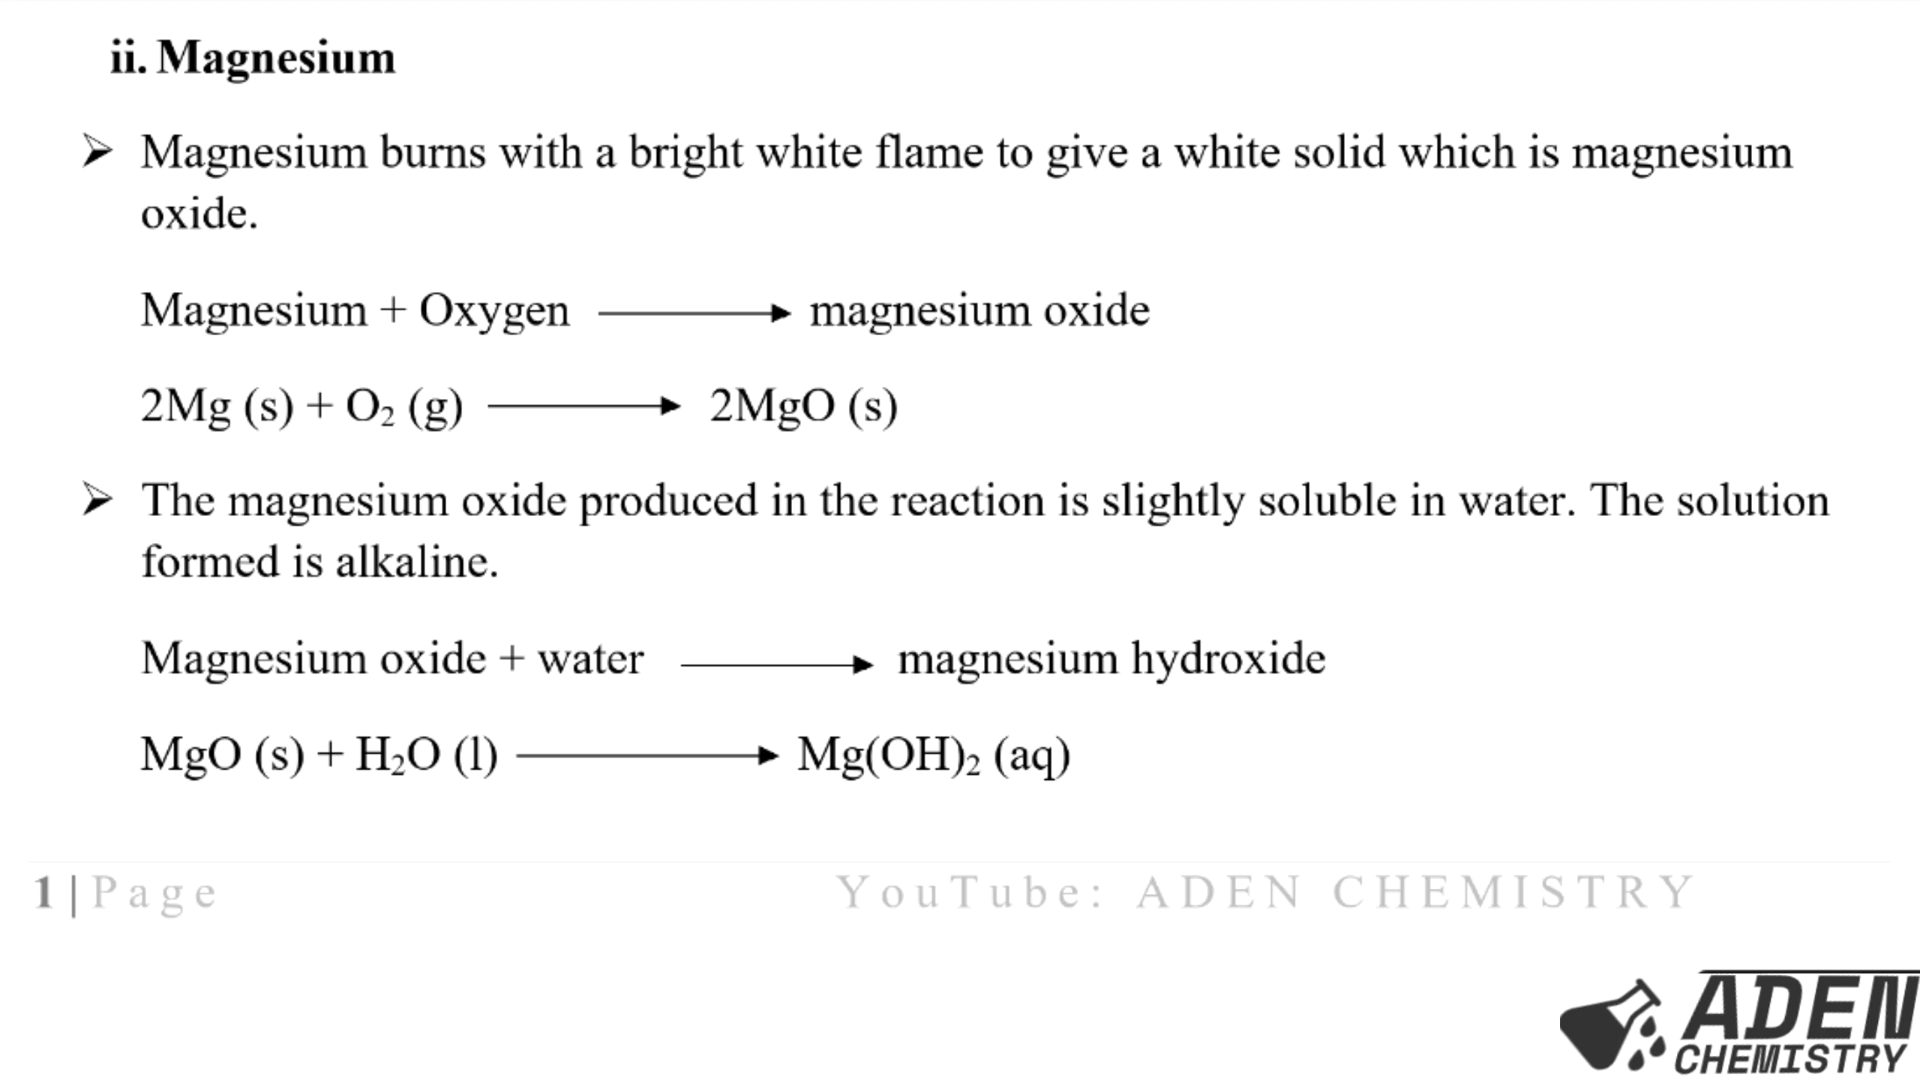 ii. Magnesium
➤ Magnesium burns with a bright white flame to give a white solid which is magnesium
oxide.
Magnesium + Oxygen ⟶ magnesium oxide
2Mg (s) + O₂ (g) ⟶ 2MgO (s)
➤ The magnesium oxide produced in the reaction is slightly soluble in water. The solution
formed is alkaline.
Magnesium oxide + water ⟶ magnesium hydroxide
MgO (s) + H₂O (l) ⟶ Mg(OH)₂ (aq)
1 | Page YouTube: ADEN CHEMISTRY
ADEN
CHEMISTRY